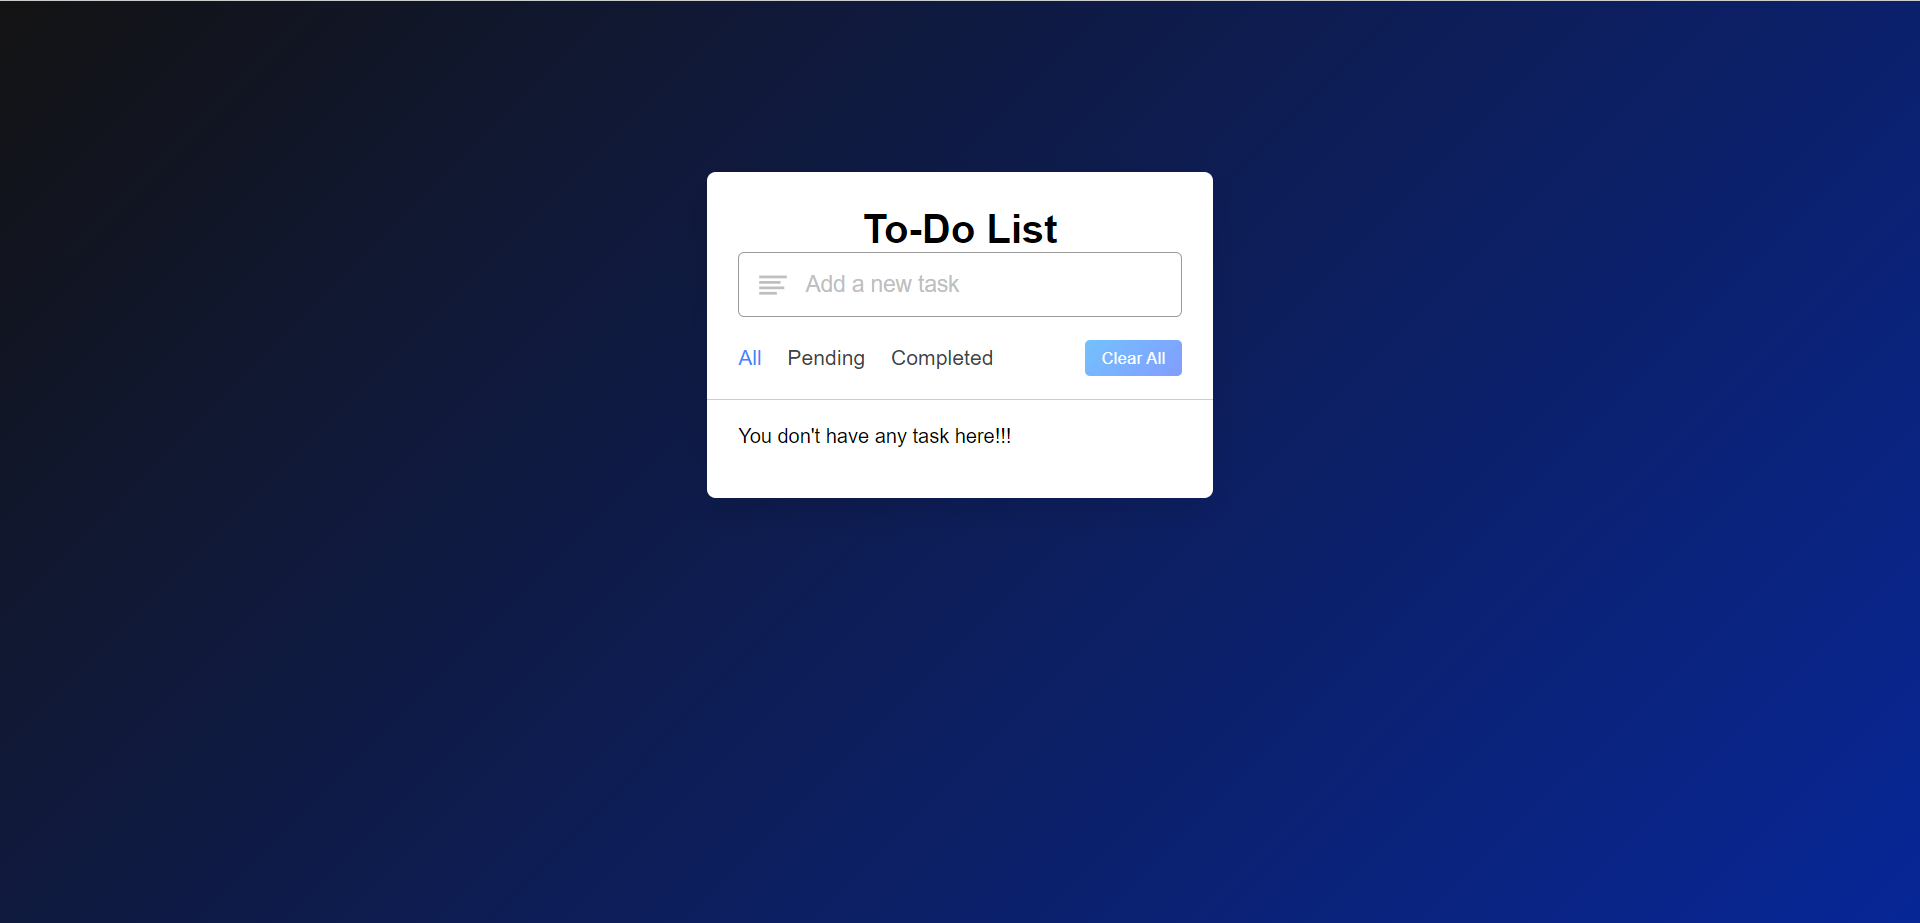 To-Do List
Add a new task
All Pending Completed Clear All
You don't have any task here!!!